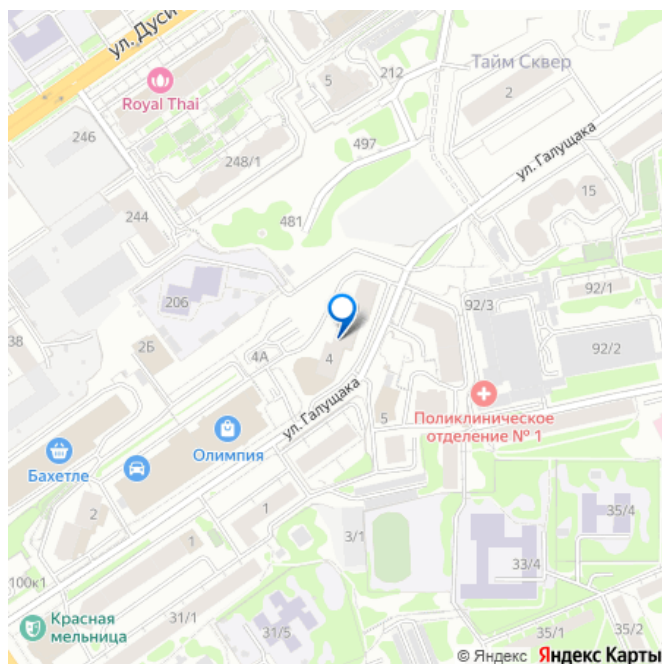 ул. Дуси
Royal Thai
5
212
Тайм Сквер
2
246
497
248/1
ул. Галущака
15
244
481
206
92/1
92/3
38
2Б
4А
4
92/2
ул. Галущака
5
Поликлиническое
отделение № 1
Олимпия
Бахетле
2
1
35/4
1
3/1
33/4
100к1
Красная
мельница
31/1
31/5
35/1
35/2
© Яндекс Яндекс Карты